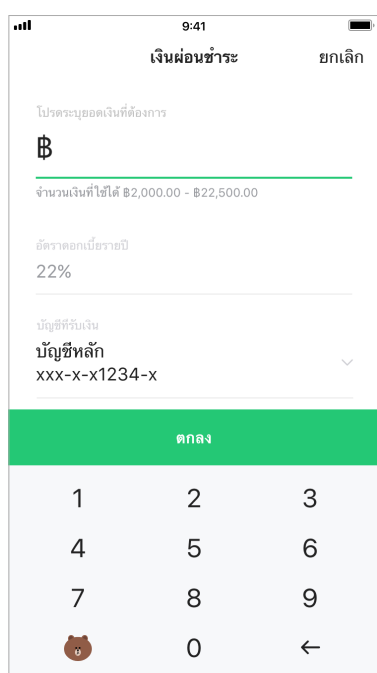 9:41
เงินผ่อนชำระ ยกเลิก
โปรดระบุยอดเงินที่ต้องการ
฿
จำนวนเงินที่ใช้ได้ ฿2,000.00 - ฿22,500.00
อัตราดอกเบี้ยรายปี
22%
บัญชีที่รับเงิน
บัญชีหลัก
xxx-x-x1234-x
ตกลง
1 2 3
4 5 6
7 8 9
0 ←